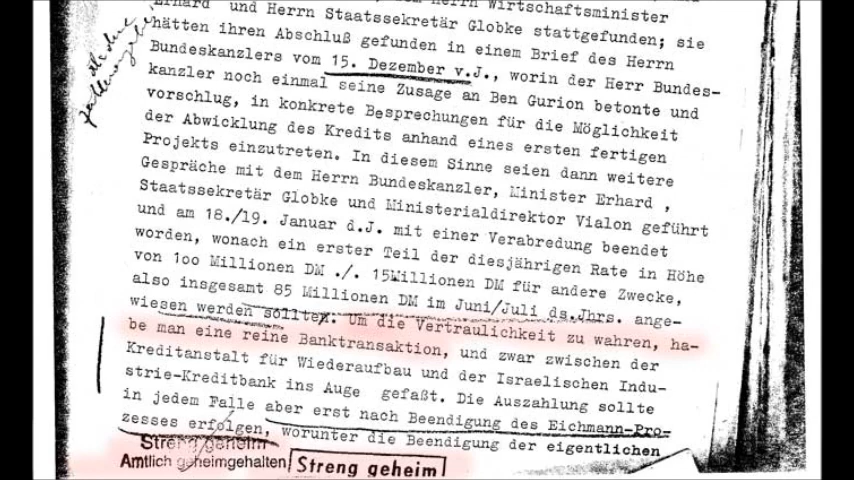 Herrn Wirtschaftsminister
Erhard und Herrn Staatssekretär Globke stattgefunden; sie
hätten ihren Abschluß gefunden in einem Brief des Herrn
Bundeskanzlers vom 15. Dezember v.J., worin der Herr Bundes-
kanzler noch einmal seine Zusage an Ben Gurion betonte und
vorschlug, in konkrete Besprechungen für die Möglichkeit
der Abwicklung des Kredits anhand eines ersten fertigen
Projekts einzutreten. In diesem Sinne seien dann weitere
Gespräche mit dem Herrn Bundeskanzler, Minister Erhard ,
Staatssekretär Globke und Ministerialdirektor Vialon geführt
und am 18./19. Januar d.J. mit einer Verabredung beendet
worden, wonach ein erster Teil der diesjährigen Rate in Höhe
von 1oo Millionen DM ./. 15Millionen DM für andere Zwecke,
also insgesamt 85 Millionen DM im Juni/Juli ds.Jhrs. ange-
wiesen werden sollte. Um die Vertraulichkeit zu wahren, ha-
be man eine reine Banktransaktion, und zwar zwischen der
Kreditanstalt für Wiederaufbau und der Israelischen Indu-
strie-Kreditbank ins Auge gefaßt. Die Auszahlung sollte
in jedem Falle aber erst nach Beendigung des Eichmann-Pro-
zesses erfolgen, worunter die Beendigung der eigentlichen
Streng geheim
Amtlich geheimgehalten
Streng geheim